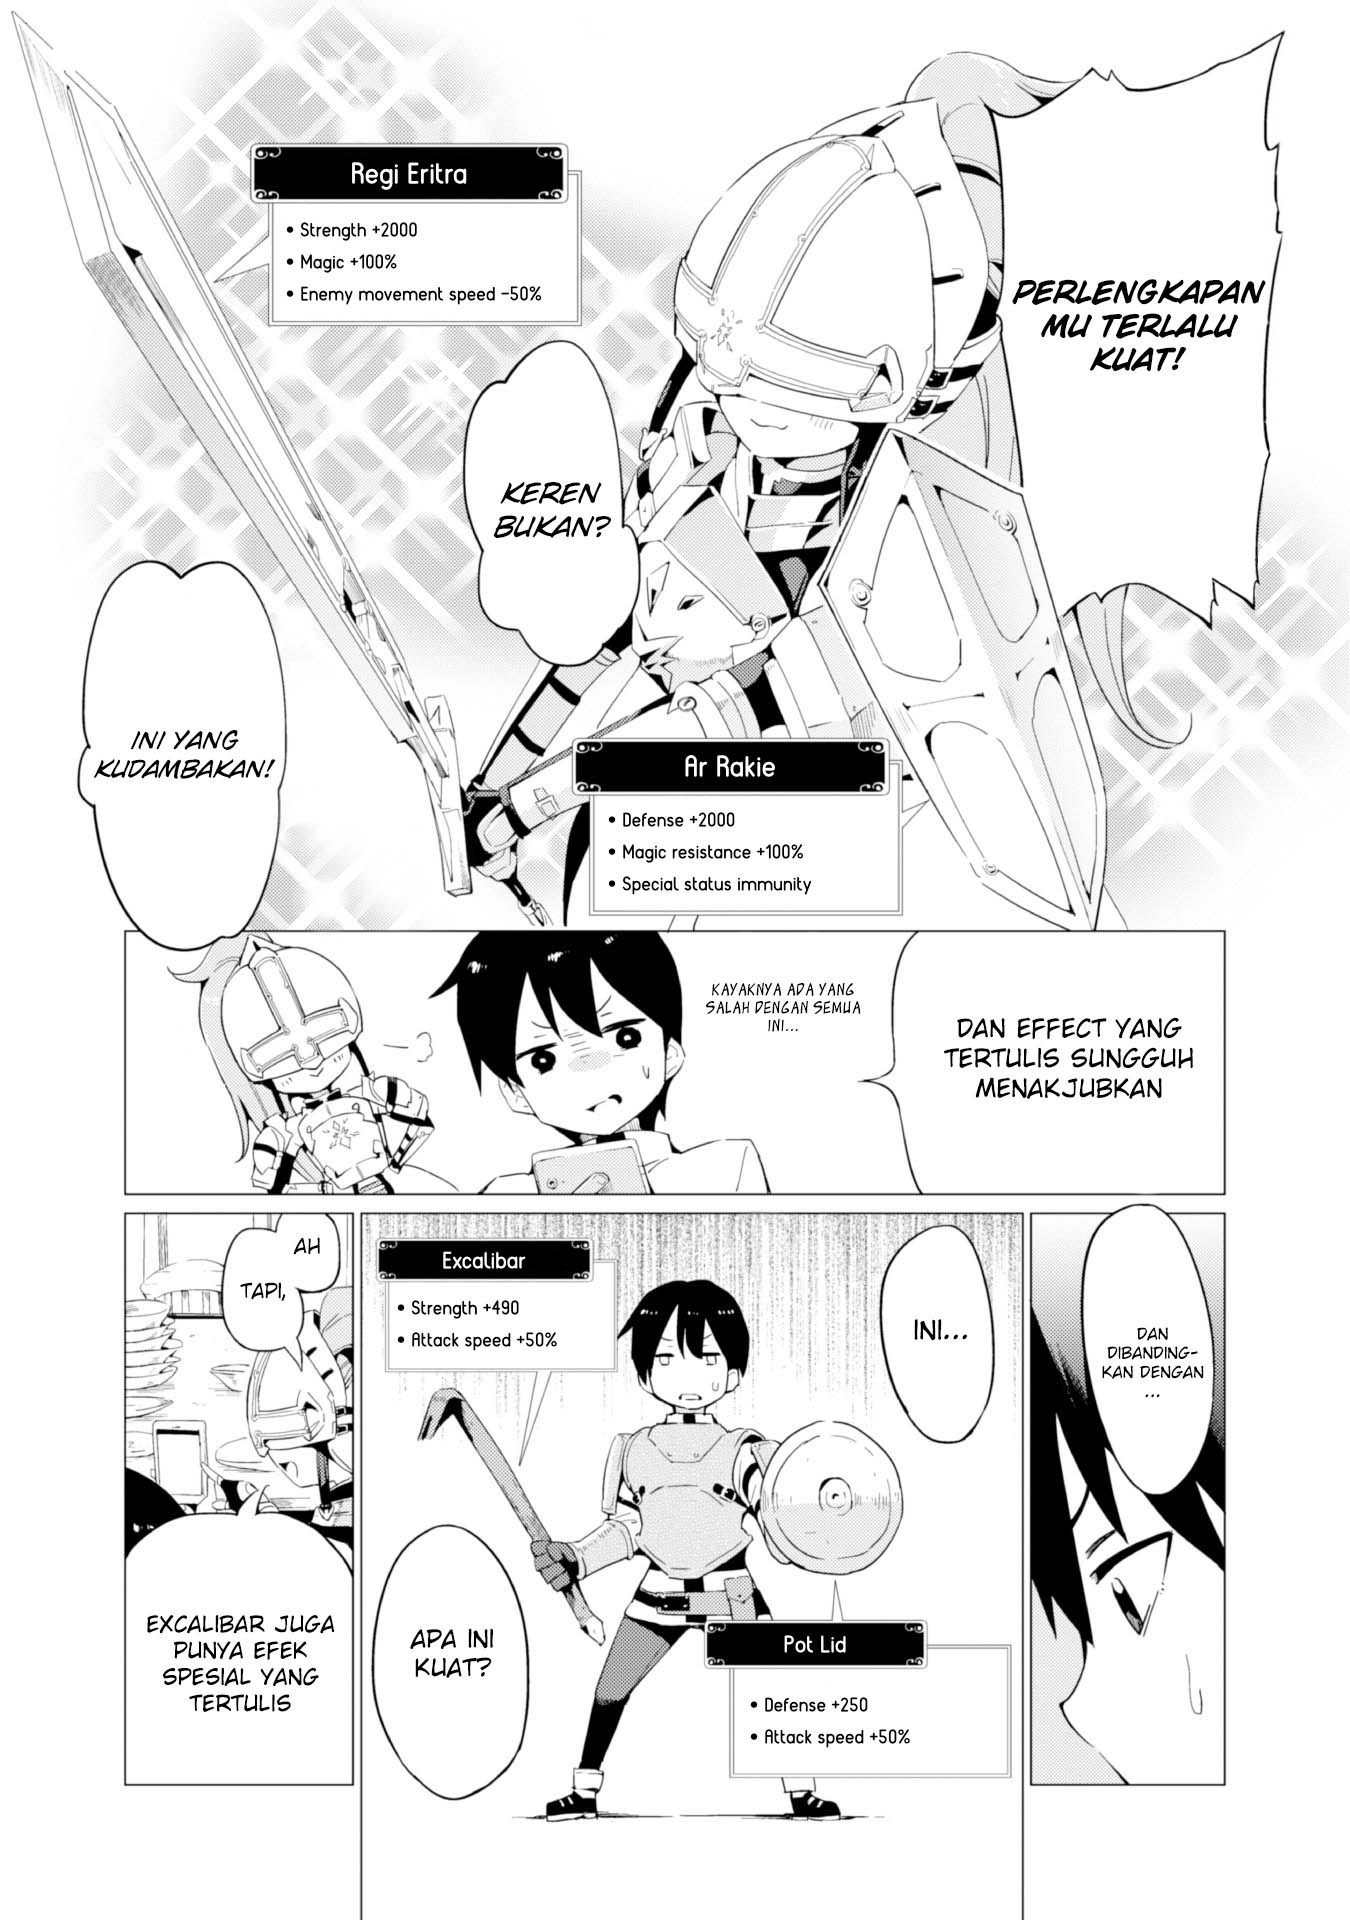 PERLENGKAPAN
MU TERLALU
KUAT!
Regi Eritra
• Strength +2000
• Magic +100%
• Enemy movement speed -50%
KEREN
BUKAN?
INI YANG
KUDAMBAKAN!
Ar Rakie
• Defense +2000
• Magic resistance +100%
• Special status immunity
DAN EFFECT YANG
TERTULIS SUNGGUH
MENAKJUBKAN
KAYAKNYA ADA YANG
SALAH DENGAN SEMUA
INI...
DAN
DIBANDING-
KAN DENGAN
...
INI...
Excalibar
• Strength +490
• Attack speed +50%
APA INI
KUAT?
Pot Lid
• Defense +250
• Attack speed +50%
AH
TAPI,
EXCALIBAR JUGA
PUNYA EFEK
SPESIAL YANG
TERTULIS